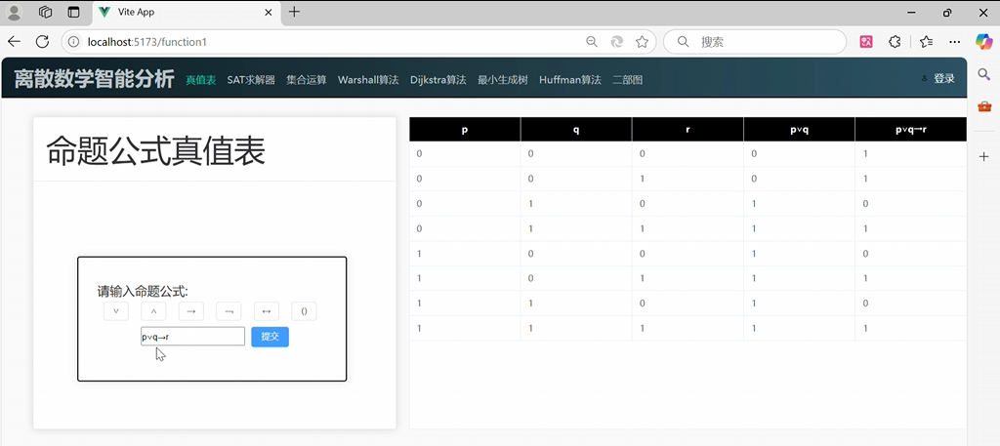 Vite App
localhost:5173/function1
搜索
离散数学智能分析 真值表 SAT求解器 集合运算 Warshall算法 Dijkstra算法 最小生成树 Huffman算法 二部图 登录
命题公式真值表
请输入命题公式:
∨ ∧ → ¬ ↔ ()
p∨q→r 提交
p q r p∨q p∨q→r
0 0 0 0 1
0 0 1 0 1
0 1 0 1 0
0 1 1 1 1
1 0 0 1 0
1 0 1 1 1
1 1 0 1 0
1 1 1 1 1